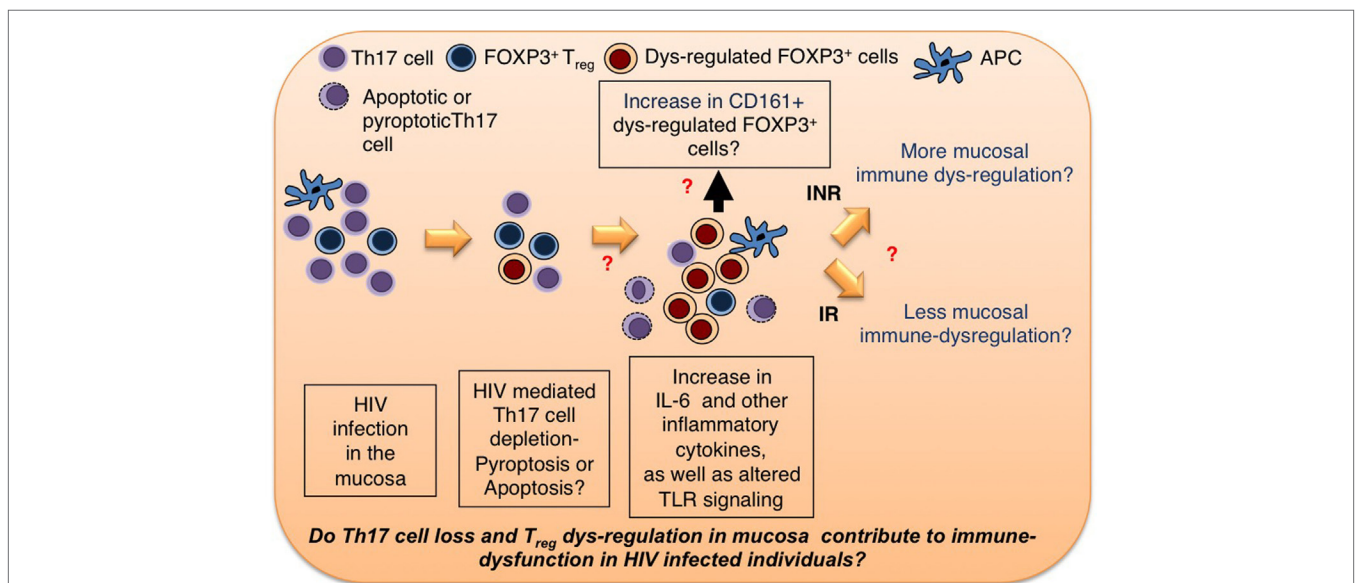 Th17 cell
FOXP3+ Treg
Dys-regulated FOXP3+ cells
APC
Apoptotic or
pyroptoticTh17
cell
Increase in CD161+
dys-regulated FOXP3+
cells?
More mucosal
immune dys-regulation?
?
INR
?
?
IR
Less mucosal
immune-dysregulation?
HIV
infection
in the
mucosa
HIV mediated
Th17 cell
depletion-
Pyroptosis or
Apoptosis?
Increase in
IL-6 and other
inflammatory
cytokines,
as well as altered
TLR signaling
Do Th17 cell loss and Treg dys-regulation in mucosa contribute to immune-
dysfunction in HIV infected individuals?